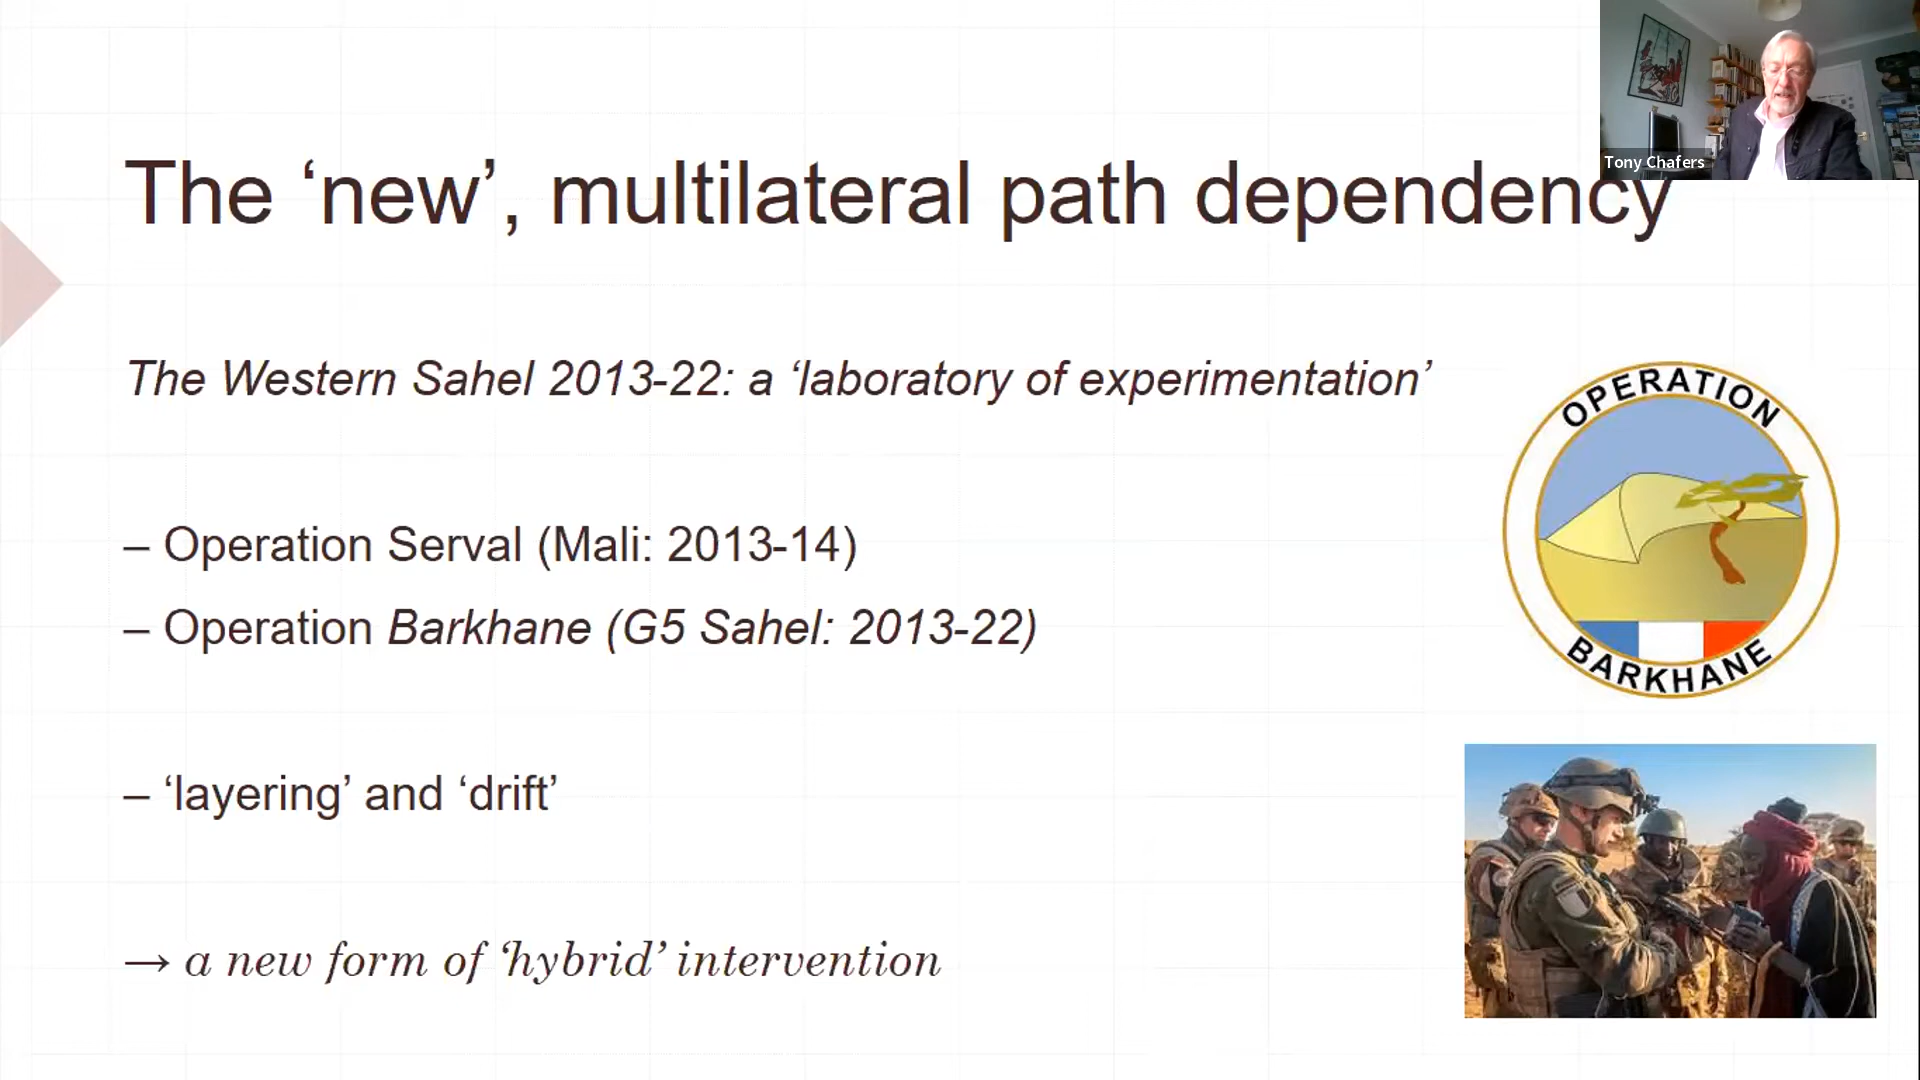 Tony Chafers
The ‘new’, multilateral path dependency
The Western Sahel 2013-22: a ‘laboratory of experimentation’
– Operation Serval (Mali: 2013-14)
– Operation Barkhane (G5 Sahel: 2013-22)
– ‘layering’ and ‘drift’
→ a new form of ‘hybrid’ intervention
OPERATION
BARKHANE